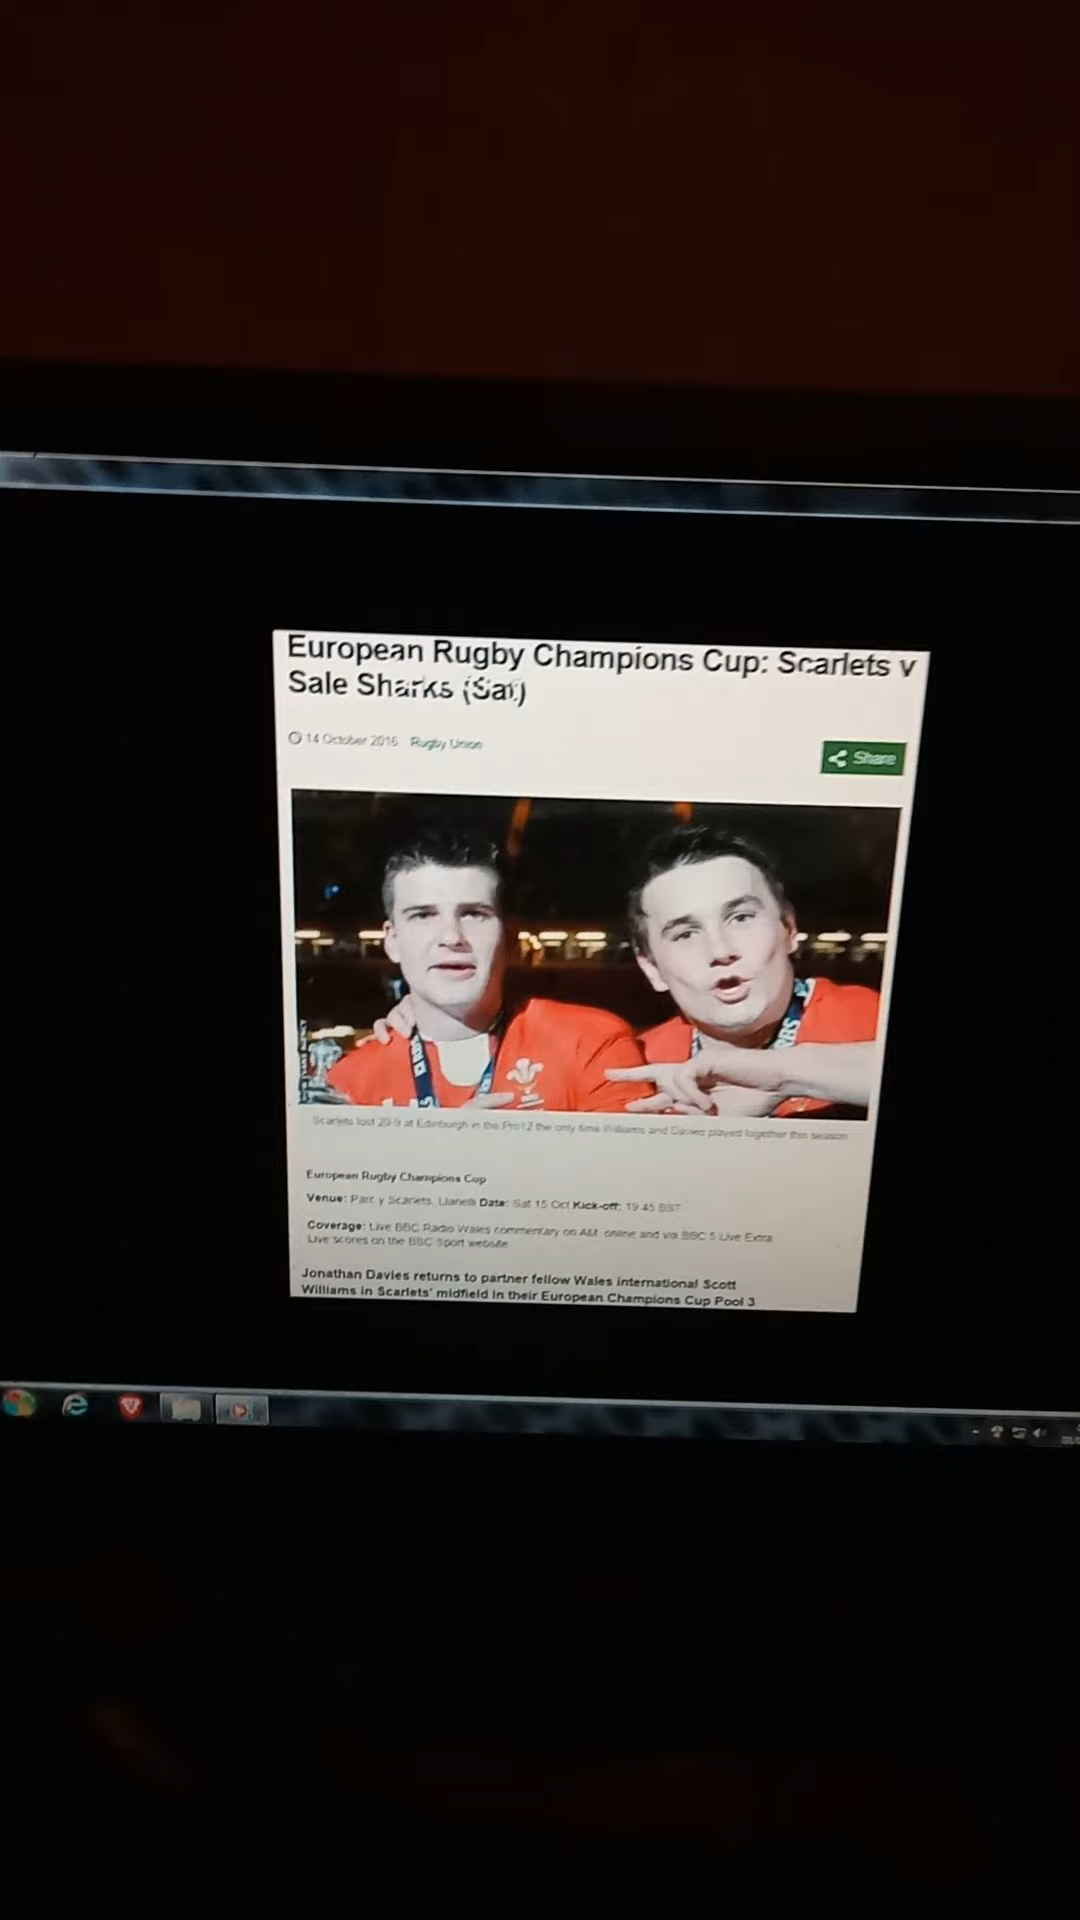 European Rugby Champions Cup: Scarlets v
Sale Sharks (Sat)
14 October 2016 Rugby Union
Share
RBS
Scarlets lost 20-9 at Edinburgh in the Pro12 the only time Williams and Davies played together this season
European Rugby Champions Cup
Venue: Parc y Scarlets, Llanelli Date: Sat 15 Oct Kick-off: 19:45 BST
Coverage: Live BBC Radio Wales commentary on AM, online and via BBC 5 Live Extra
Live scores on the BBC Sport website
Jonathan Davies returns to partner fellow Wales international Scott
Williams in Scarlets' midfield in their European Champions Cup Pool 3